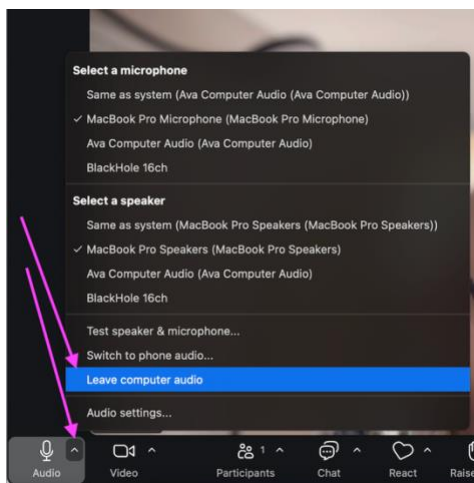 Select a microphone
Same as system (Ava Computer Audio (Ava Computer Audio))
✓ MacBook Pro Microphone (MacBook Pro Microphone)
Ava Computer Audio (Ava Computer Audio)
BlackHole 16ch
Select a speaker
Same as system (MacBook Pro Speakers (MacBook Pro Speakers))
✓ MacBook Pro Speakers (MacBook Pro Speakers)
Ava Computer Audio (Ava Computer Audio)
BlackHole 16ch
Test speaker & microphone...
Switch to phone audio...
Leave computer audio
Audio settings...
1
Audio Video Participants Chat React Raise